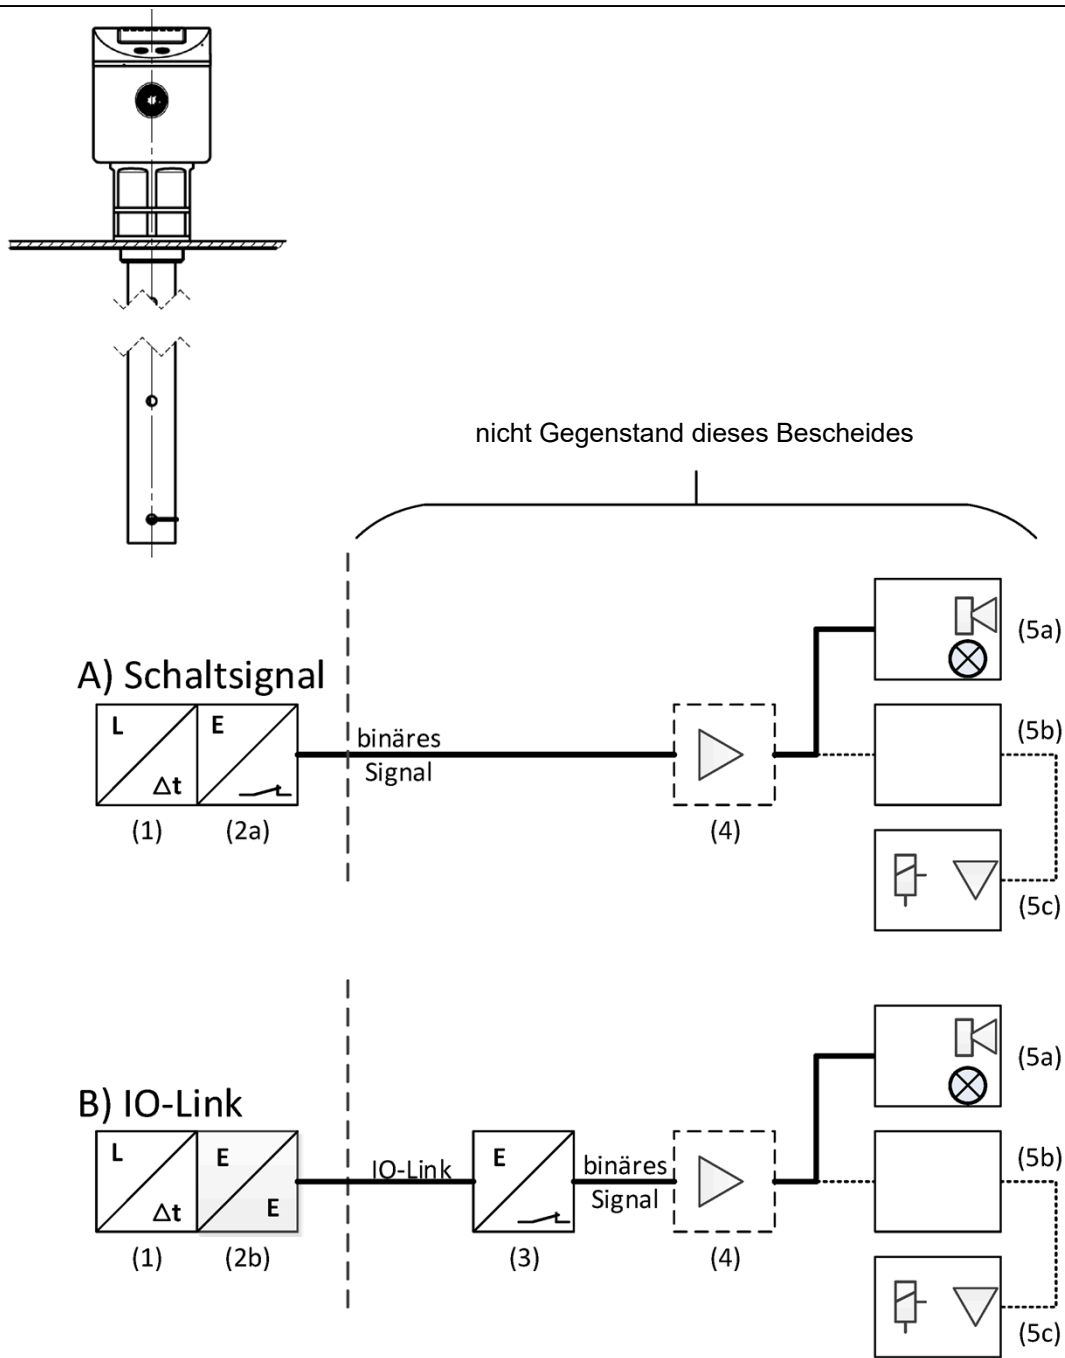 nicht Gegenstand dieses Bescheides
A) Schaltsignal
L
Δt
E
(1)
(2a)
binäres
Signal
(4)
(5a)
(5b)
(5c)
B) IO-Link
L
Δt
E
E
(1)
(2b)
IO-Link
E
(3)
binäres
Signal
(4)
(5a)
(5b)
(5c)